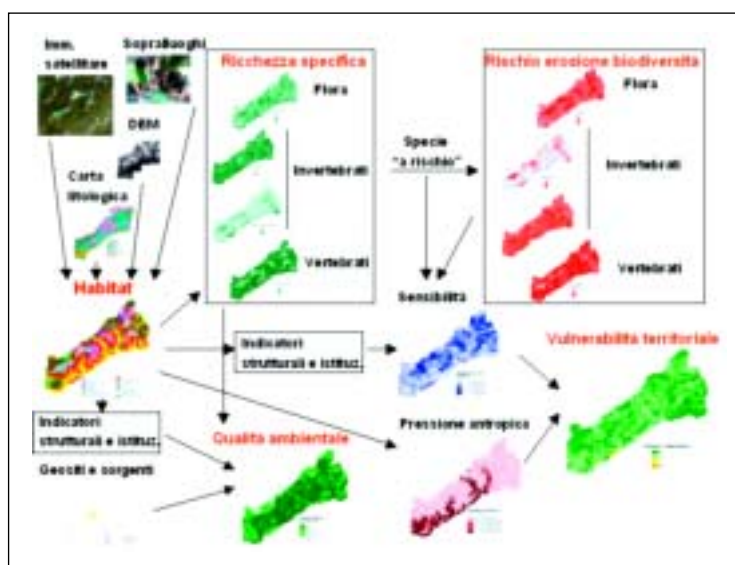 Imm.
satellitare
Sopralluoghi
DEM
Carta
litologica
Habitat
Ricchezza specifica
Flora
Invertebrati
Vertebrati
Specie
"a rischio"
Rischio erosione biodiversità
Flora
Invertebrati
Vertebrati
Sensibilità
Indicatori
strutturali e istituz.
Vulnerabilità territoriale
Indicatori
strutturali e istituz.
Qualità ambientale
Pressione antropica
Geositi e sorgenti